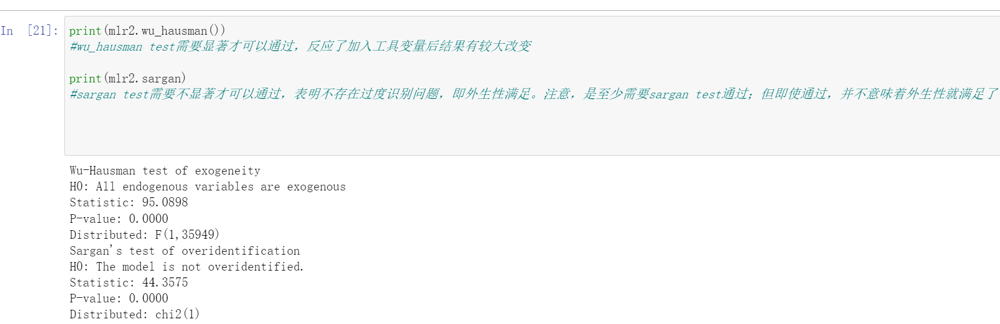 In [21]: print(mlr2.wu_hausman())
#wu_hausman test需要显著才可以通过，反应了加入工具变量后结果有较大改变
print(mlr2.sargan)
#sargan test需要不显著才可以通过，表明不存在过度识别问题，即外生性满足。注意，是至少需要sargan test通过；但即使通过，并不意味着外生性就满足了
Wu-Hausman test of exogeneity
H0: All endogenous variables are exogenous
Statistic: 95.0898
P-value: 0.0000
Distributed: F(1,35949)
Sargan's test of overidentification
H0: The model is not overidentified.
Statistic: 44.3575
P-value: 0.0000
Distributed: chi2(1)